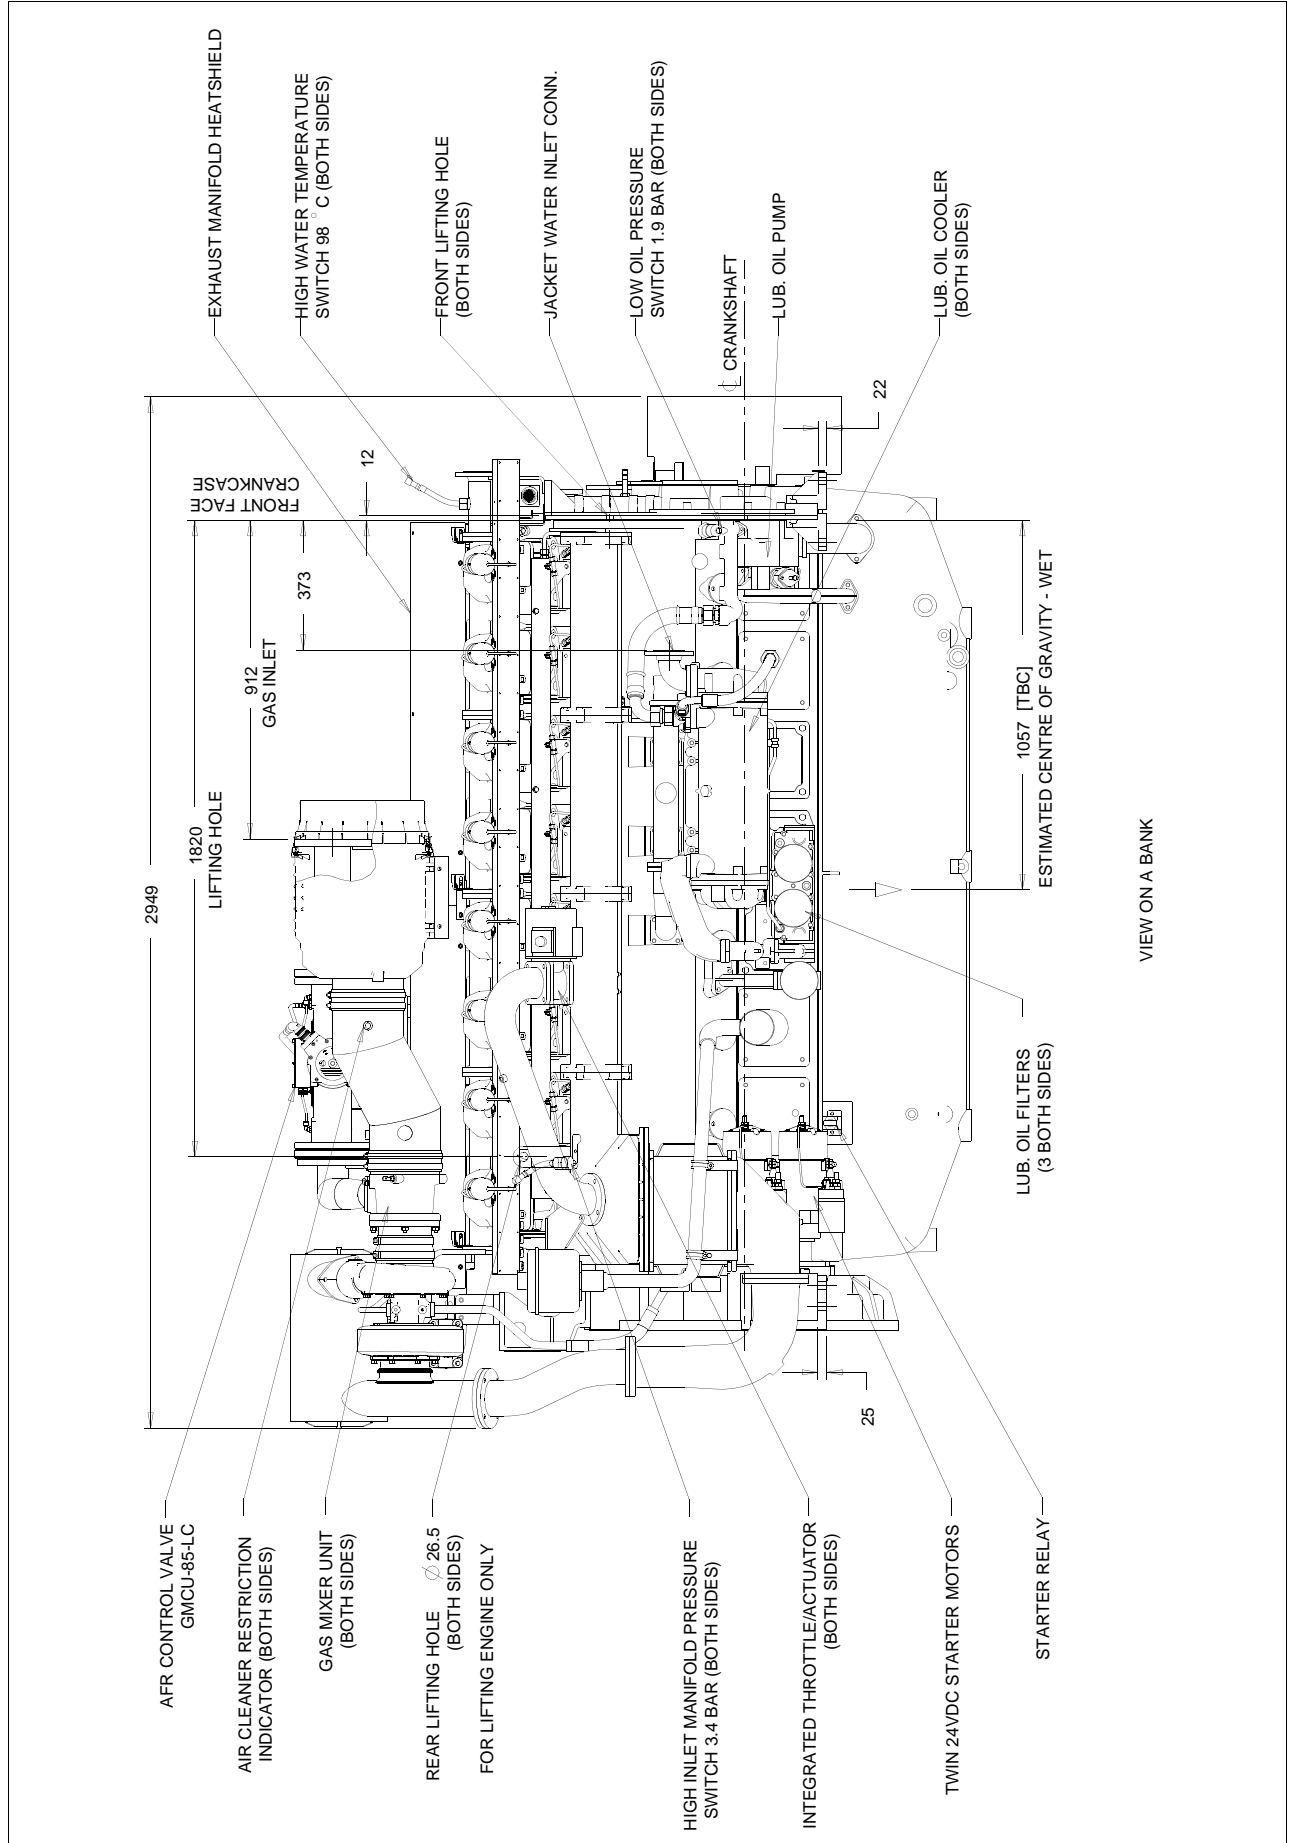 EXHAUST MANIFOLD HEATSHIELD
HIGH WATER TEMPERATURE
SWITCH 98 ° C (BOTH SIDES)
FRONT LIFTING HOLE
(BOTH SIDES)
JACKET WATER INLET CONN.
LOW OIL PRESSURE
SWITCH 1.9 BAR (BOTH SIDES)
CRANKSHAFT
LUB. OIL PUMP
LUB. OIL COOLER
(BOTH SIDES)
22
12
FRONT FACE
CRANKCASE
373
912
GAS INLET
1820
LIFTING HOLE
2949
1057 [TBC]
ESTIMATED CENTRE OF GRAVITY - WET
VIEW ON A BANK
LUB. OIL FILTERS
(3 BOTH SIDES)
25
AFR CONTROL VALVE
GMCU-85-LC
AIR CLEANER RESTRICTION
INDICATOR (BOTH SIDES)
GAS MIXER UNIT
(BOTH SIDES)
REAR LIFTING HOLE ∅ 26.5
(BOTH SIDES)
FOR LIFTING ENGINE ONLY
HIGH INLET MANIFOLD PRESSURE
SWITCH 3.4 BAR (BOTH SIDES)
INTEGRATED THROTTLE/ACTUATOR
(BOTH SIDES)
TWIN 24VDC STARTER MOTORS
STARTER RELAY